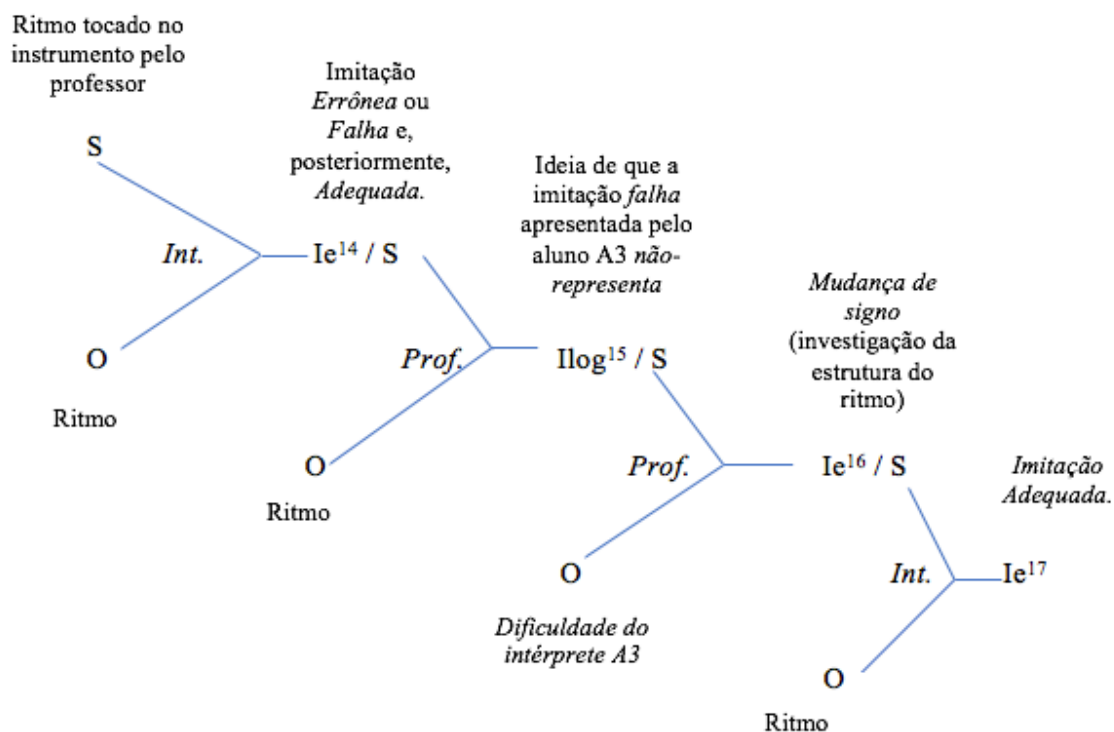 Ritmo tocado no
instrumento pelo
professor
S
Int.
O
Ritmo
Imitação
Errônea ou
Falha e,
posteriormente,
Adequada.
Ie¹⁴ / S
Prof.
O
Ritmo
Ideia de que a
imitação falha
apresentada pelo
aluno A3 não-
representa
Ilog¹⁵ / S
Prof.
O
Dificuldade do
intérprete A3
Mudança de
signo
(investigação da
estrutura do
ritmo)
Ie¹⁶ / S
Int.
O
Ritmo
Imitação
Adequada.
Ie¹⁷